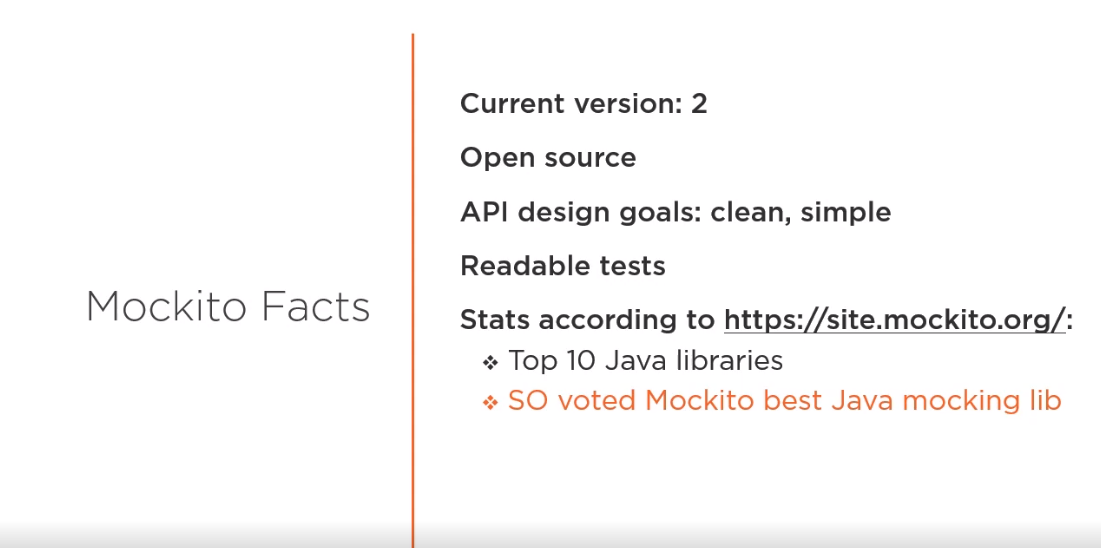 Mockito Facts
Current version: 2
Open source
API design goals: clean, simple
Readable tests
Stats according to https://site.mockito.org/:
❖ Top 10 Java libraries
❖ SO voted Mockito best Java mocking lib